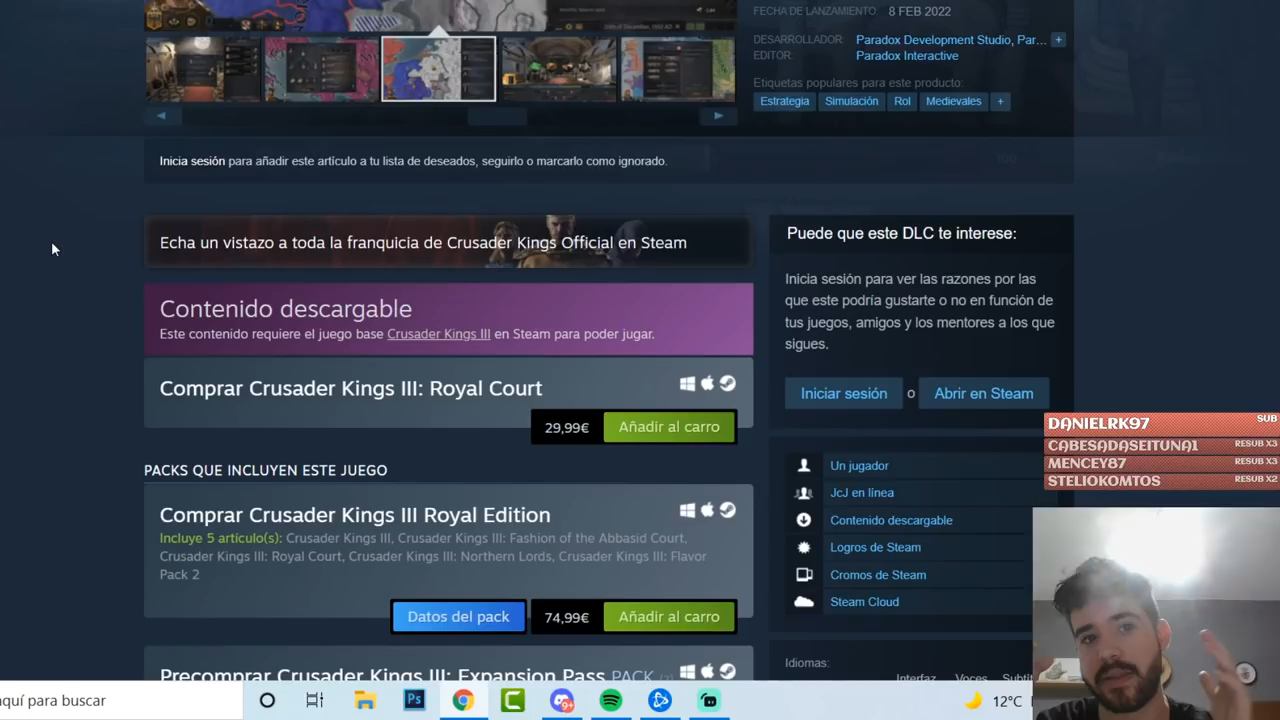 FECHA DE LANZAMIENTO: 8 FEB 2022
DESARROLLADOR: Paradox Development Studio, Par... +
EDITOR: Paradox Interactive
Etiquetas populares para este producto:
Estrategia Simulación Rol Medievales +
Inicia sesión para añadir este artículo a tu lista de deseados, seguirlo o marcarlo como ignorado.
Echa un vistazo a toda la franquicia de Crusader Kings Official en Steam
Contenido descargable
Este contenido requiere el juego base Crusader Kings III en Steam para poder jugar.
Comprar Crusader Kings III: Royal Court
29,99€ Añadir al carro
PACKS QUE INCLUYEN ESTE JUEGO
Comprar Crusader Kings III Royal Edition
Incluye 5 artículo(s): Crusader Kings III, Crusader Kings III: Fashion of the Abbasid Court,
Crusader Kings III: Royal Court, Crusader Kings III: Northern Lords, Crusader Kings III: Flavor
Pack 2
Datos del pack 74,99€ Añadir al carro
Precomprar Crusader Kings III: Expansion Pass PACK
Puede que este DLC te interese:
Inicia sesión para ver las razones por las
que este podría gustarte o no en función de
tus juegos, amigos y los mentores a los que
sigues.
Iniciar sesión o Abrir en Steam
Un jugador
JcJ en línea
Contenido descargable
Logros de Steam
Cromos de Steam
Steam Cloud
Idiomas:
Interfaz Voces Subtít
DANIELRK97 SUB
CABESADASEITUNA1 RESUB X3
MENCEY87 RESUB X3
STELIOKOMTOS RESUB X2
aquí para buscar
Ps
9+
12°C